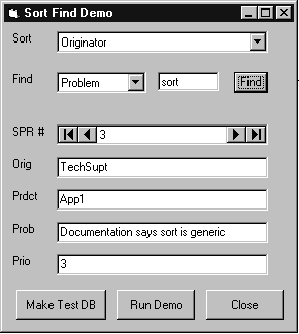 Sort Find Demo
Sort Originator
Find Problem sort Find
SPR # 3
Orig TechSupt
Prdct App1
Prob Documentation says sort is generic
Prio 3
Make Test DB Run Demo Close